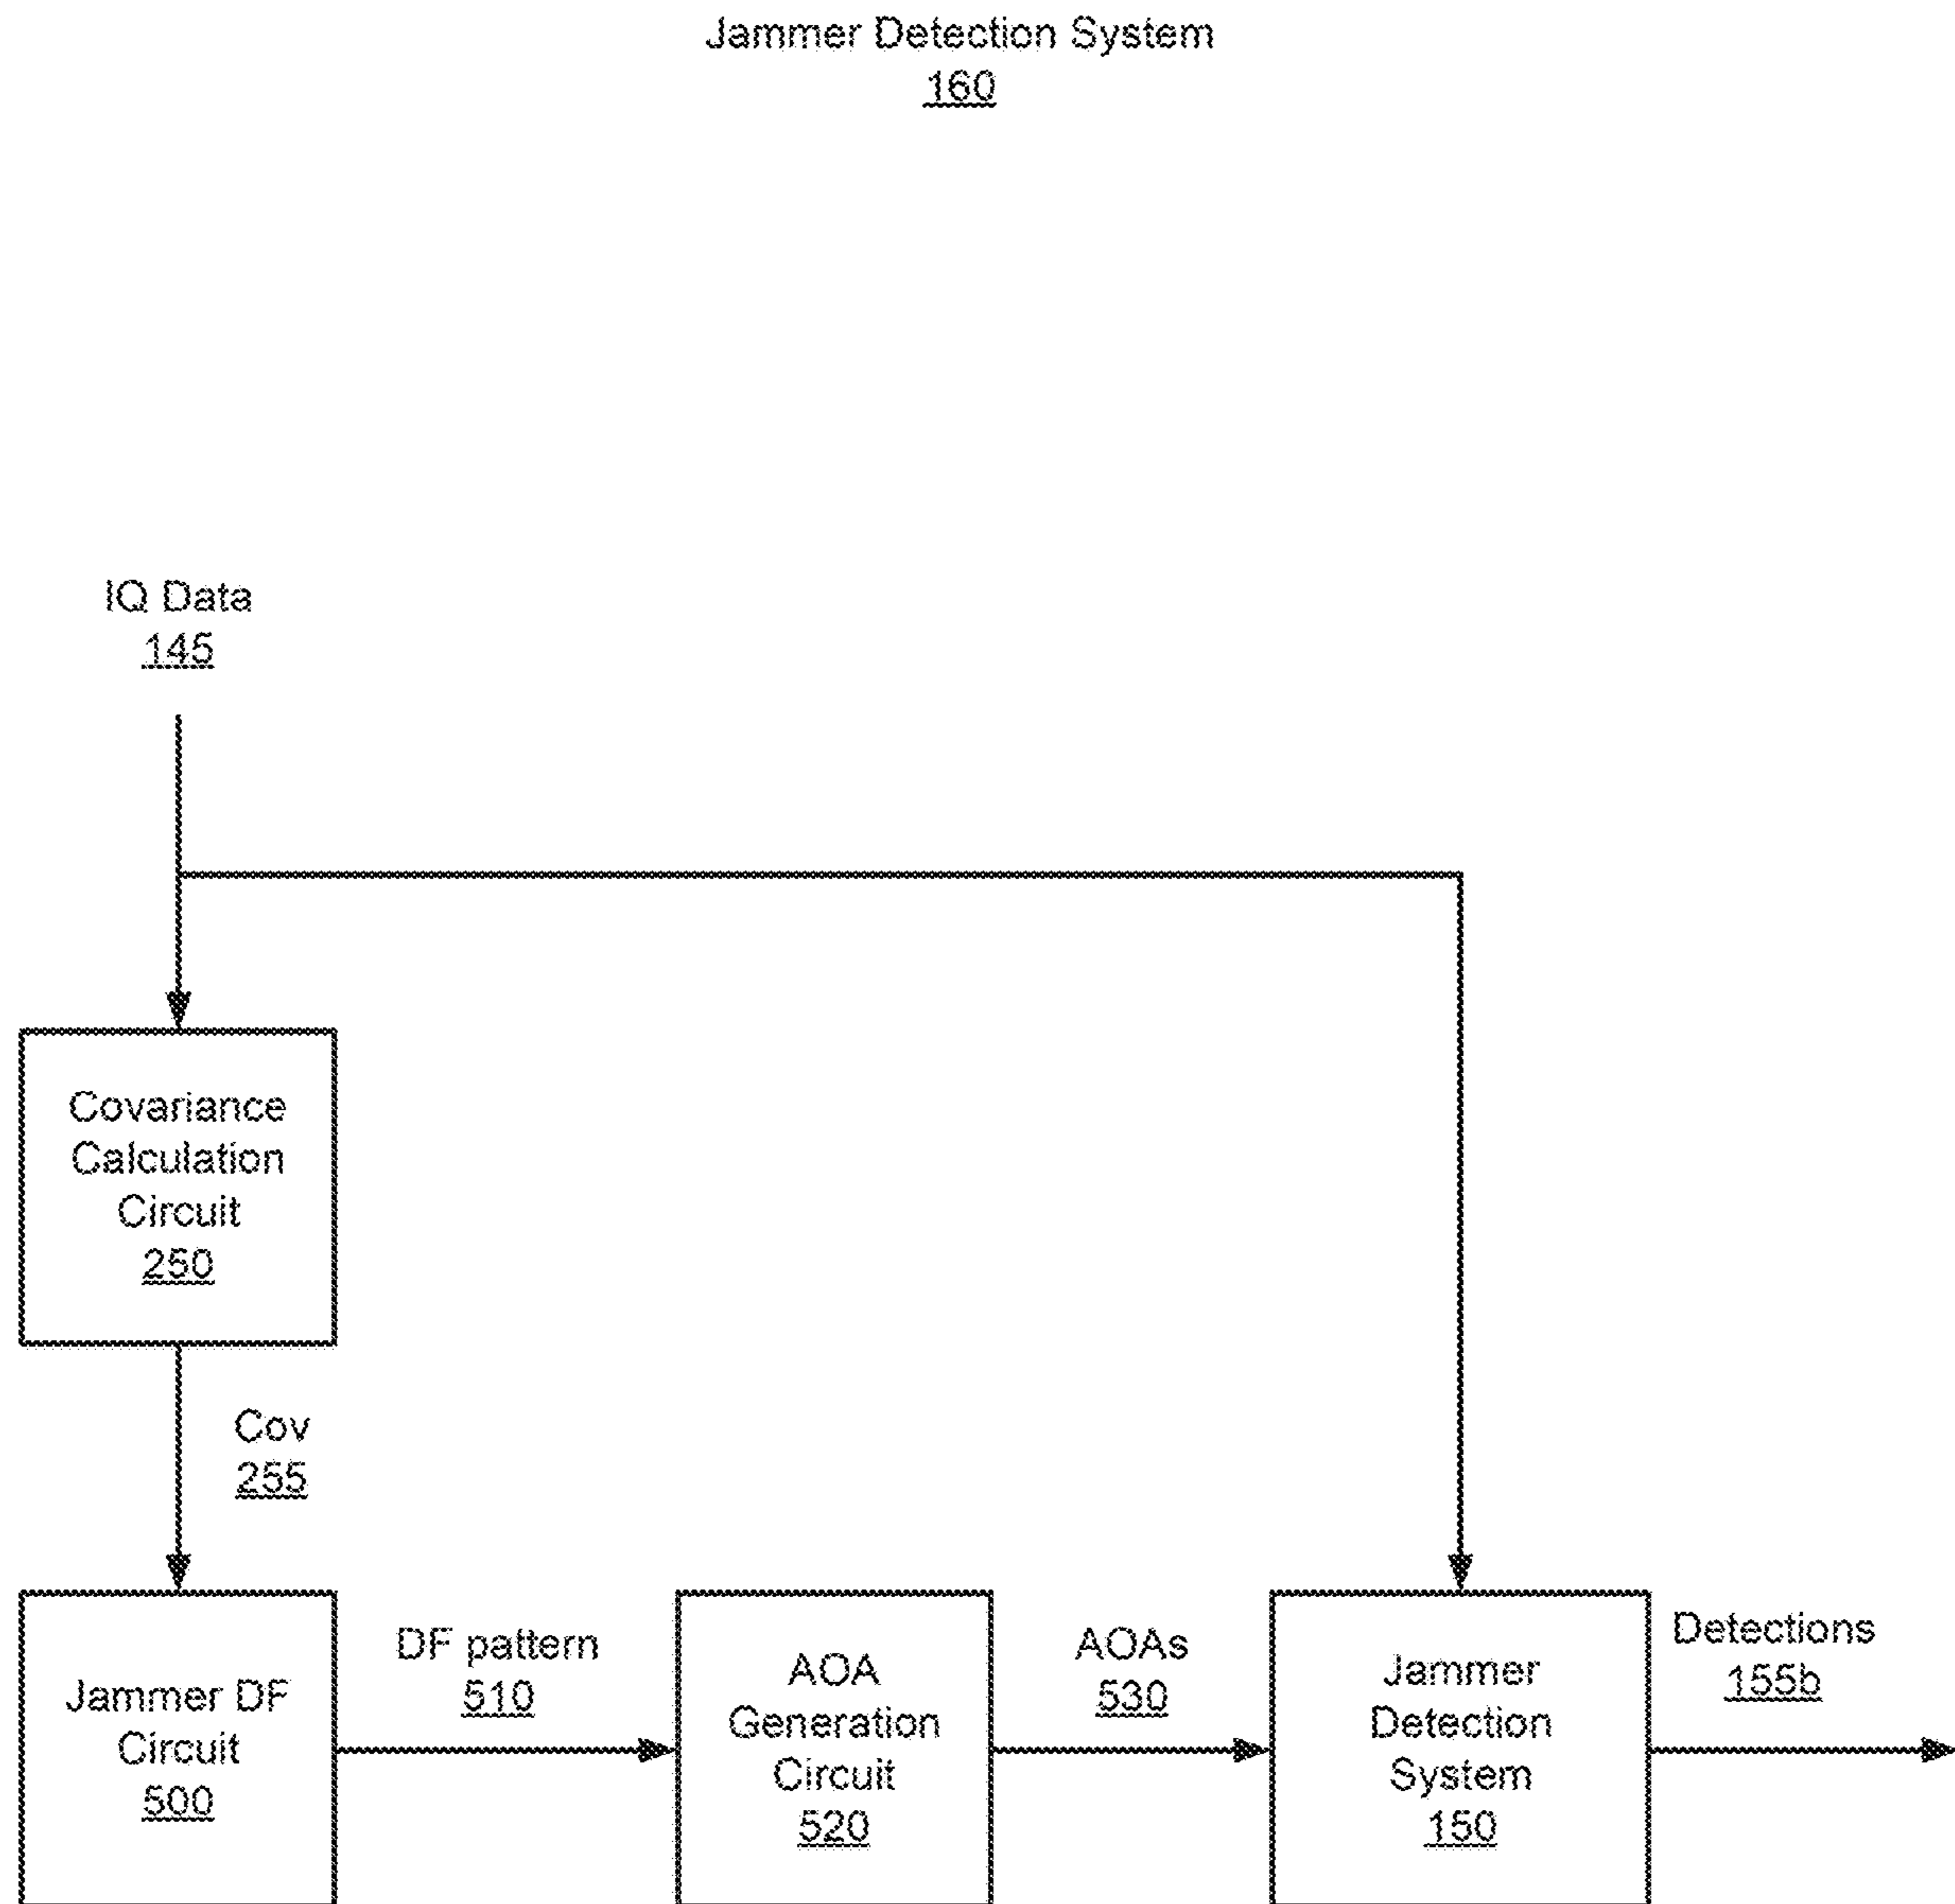 Jammer Detection System
160
IQ Data
145
Covariance
Calculation
Circuit
250
Cov
255
Jammer DF
Circuit
500
DF pattern
510
AOA
Generation
Circuit
520
AOAs
530
Jammer
Detection
System
150
Detections
155b